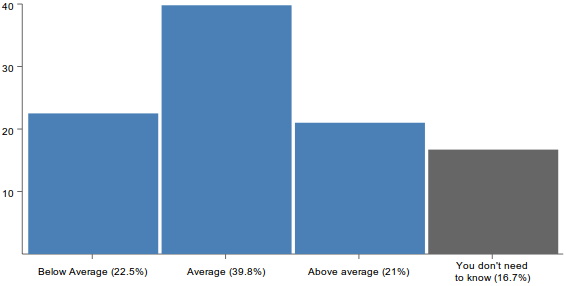 40
30
20
10
Below Average (22.5%)
Average (39.8%)
Above average (21%)
You don't need
to know (16.7%)